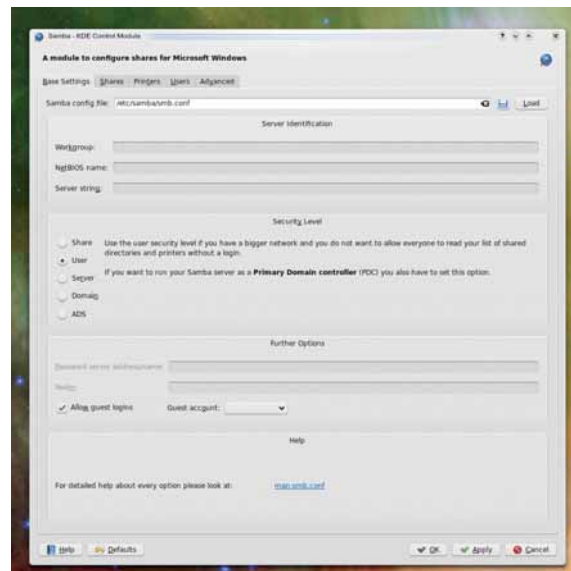 Samba - KDE Control Module
A module to configure shares for Microsoft Windows
Base Settings Shares Printers Users Advanced
Samba config file: /etc/samba/smb.conf Load
Server Identification
Workgroup:
NetBIOS name:
Server string:
Security Level
Share
User
Server
Domain
ADS
Use the user security level if you have a bigger network and you do not want to allow everyone to read your list of shared
directories and printers without a login.
If you want to run your Samba server as a Primary Domain controller (PDC) you also have to set this option.
Further Options
Password server address/name:
Realm:
Allow guest logins Guest account:
Help
For detailed help about every option please look at: man:smb.conf
Help Defaults OK Apply Cancel